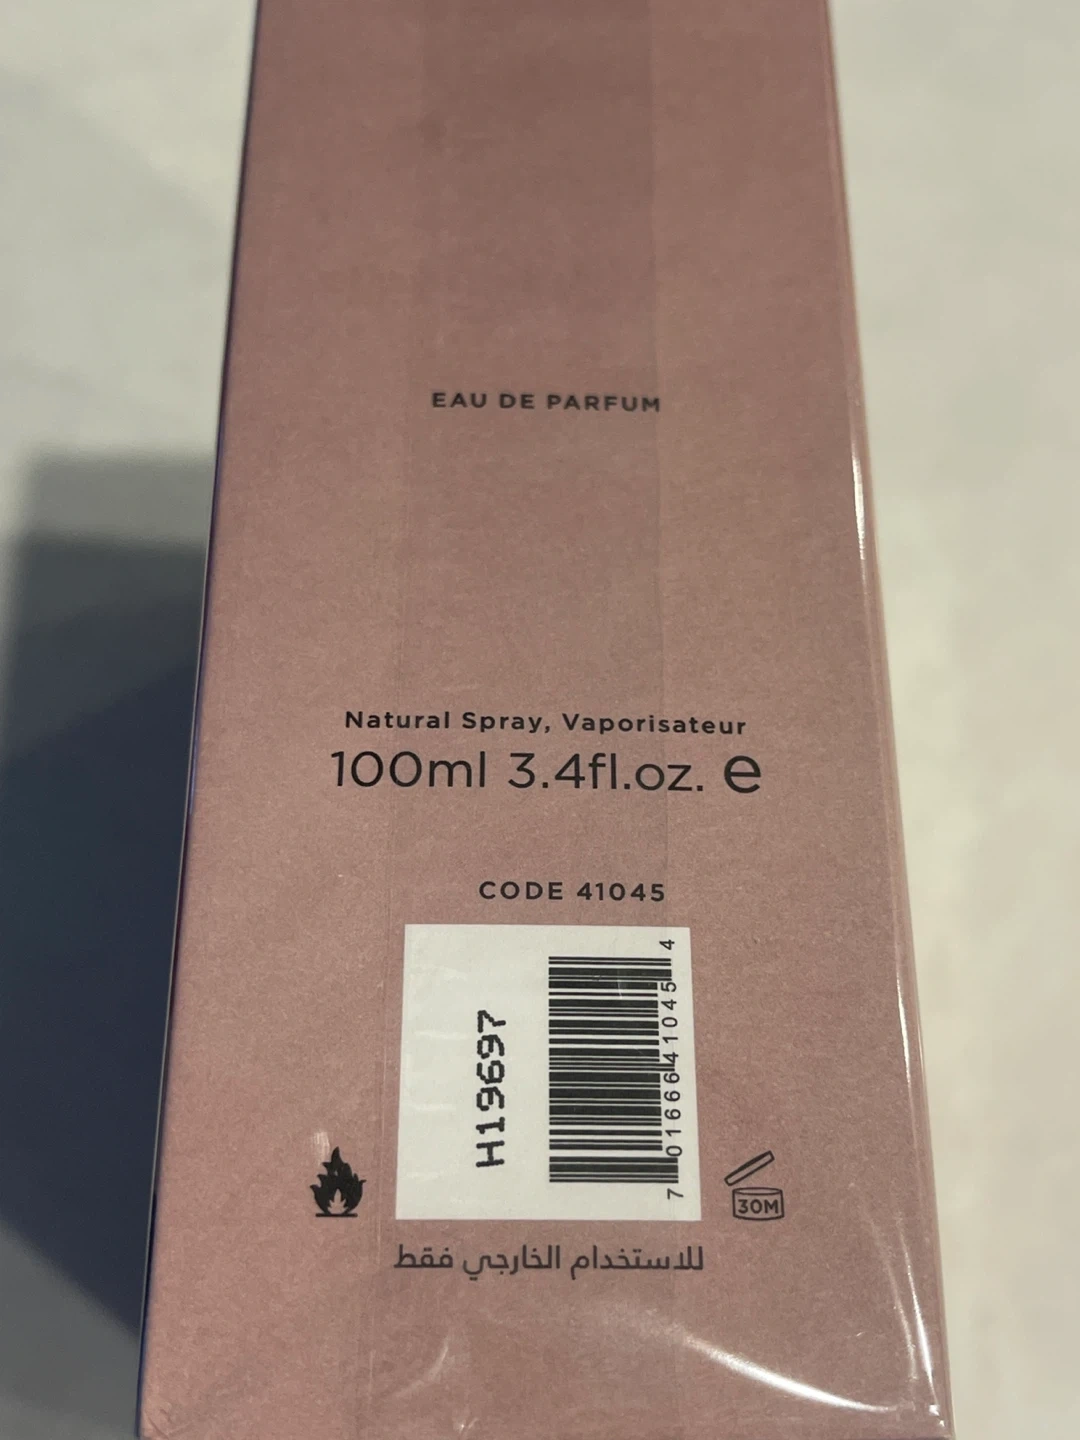 EAU DE PARFUM
Natural Spray, Vaporisateur
100ml 3.4fl.oz. e
CODE 41045
H19697
7 01666 41045 4
30M
للاستخدام الخارجي فقط